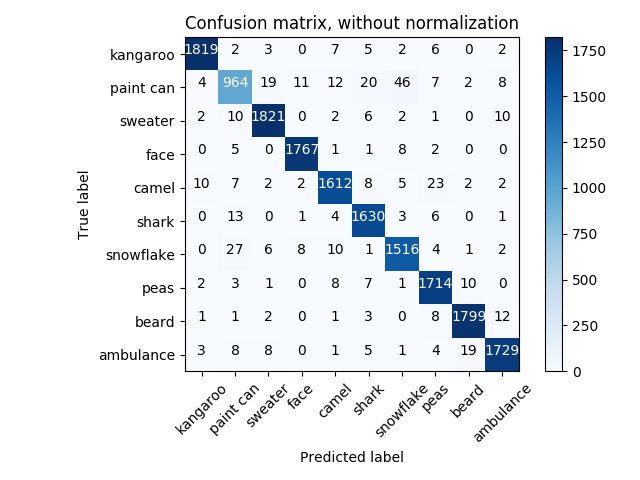 Confusion matrix, without normalization
kangaroo 1819 2 3 0 7 5 2 6 0 2
paint can 4 964 19 11 12 20 46 7 2 8
sweater 2 10 1821 0 2 6 2 1 0 10
face 0 5 0 1767 1 1 8 2 0 0
camel 10 7 2 2 1612 8 5 23 2 2
shark 0 13 0 1 4 1630 3 6 0 1
snowflake 0 27 6 8 10 1 1516 4 1 2
peas 2 3 1 0 8 7 1 1714 10 0
beard 1 1 2 0 1 3 0 8 1799 12
ambulance 3 8 8 0 1 5 1 4 19 1729
kangaroo paint can sweater face camel shark snowflake peas beard ambulance
True label
Predicted label
1750
1500
1250
1000
750
500
250
0